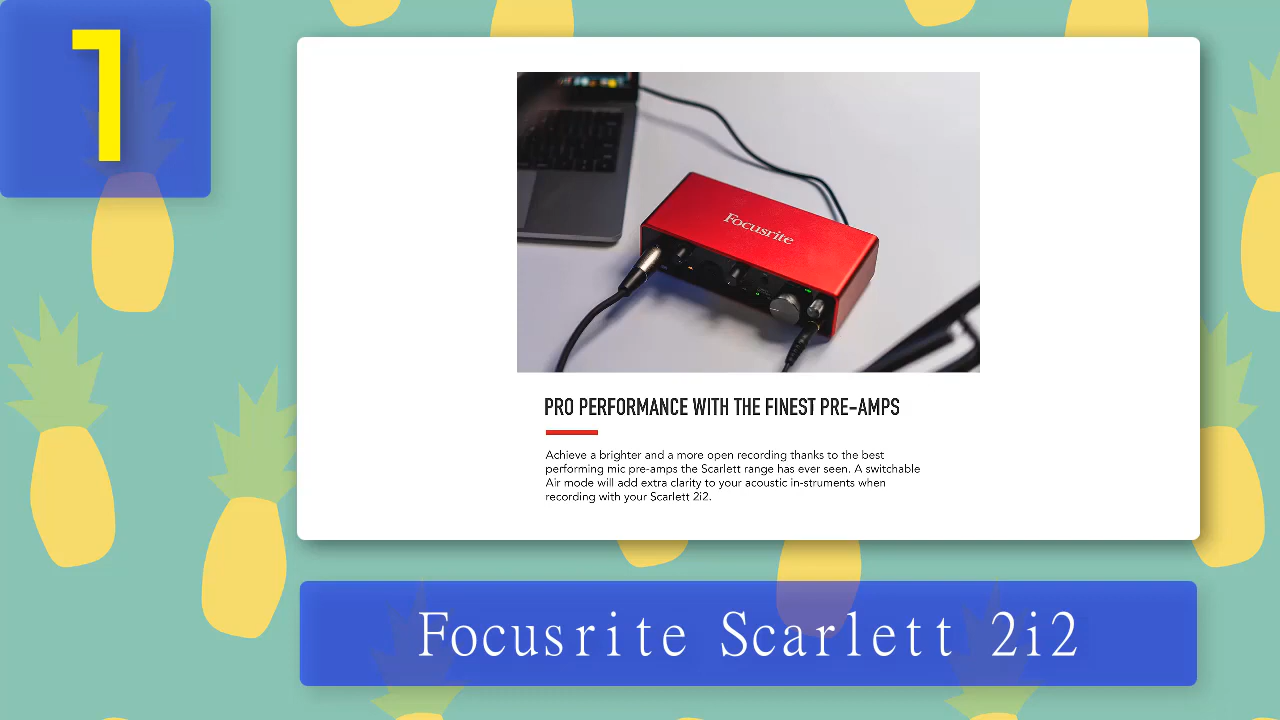 1
Focusrite
PRO PERFORMANCE WITH THE FINEST PRE-AMPS
Achieve a brighter and a more open recording thanks to the best
performing mic pre-amps the Scarlett range has ever seen. A switchable
Air mode will add extra clarity to your acoustic in-struments when
recording with your Scarlett 2i2.
Focusrite Scarlett 2i2